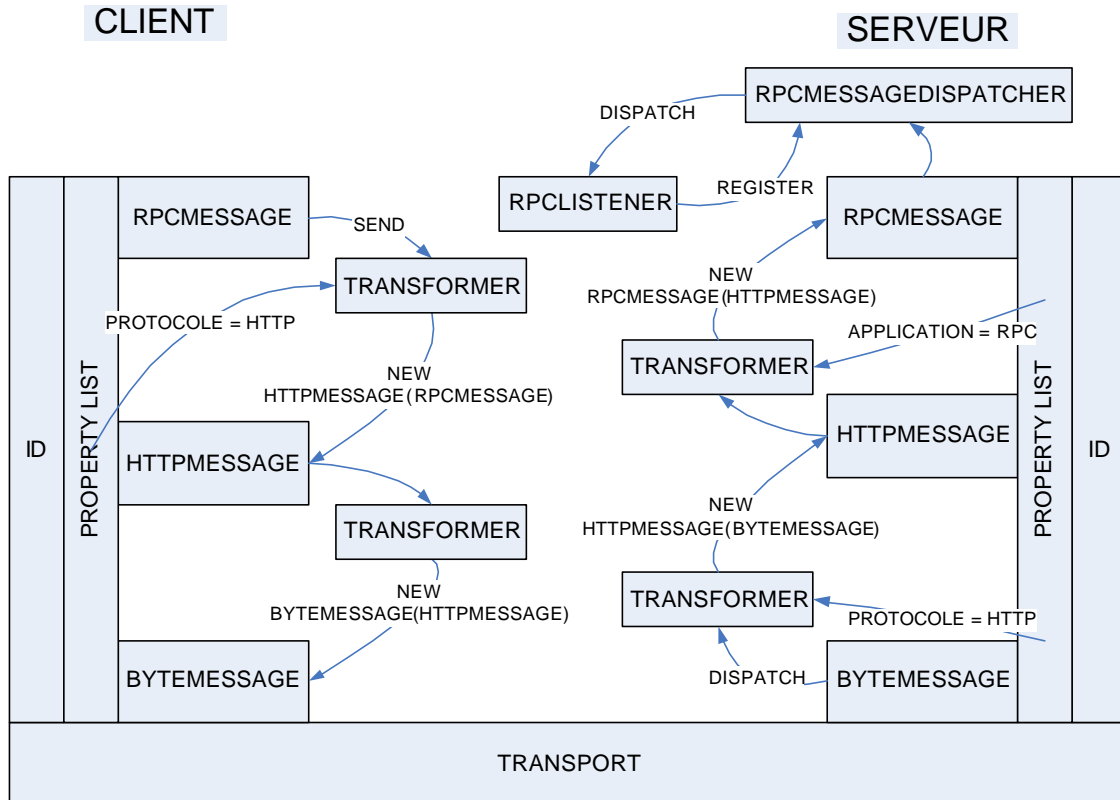 CLIENT
SERVEUR
RPCMESSAGEDISPATCHER
DISPATCH
RPCLISTENER
REGISTER
RPCMESSAGE
SEND
TRANSFORMER
PROTOCOLE = HTTP
NEW
HTTPMESSAGE(RPCMESSAGE)
ID
PROPERTY LIST
HTTPMESSAGE
TRANSFORMER
NEW
BYTEMESSAGE(HTTPMESSAGE)
BYTEMESSAGE
RPCMESSAGE
NEW
RPCMESSAGE(HTTPMESSAGE)
APPLICATION = RPC
TRANSFORMER
HTTPMESSAGE
PROPERTY LIST
ID
NEW
HTTPMESSAGE(BYTEMESSAGE)
TRANSFORMER
PROTOCOLE = HTTP
DISPATCH
BYTEMESSAGE
TRANSPORT